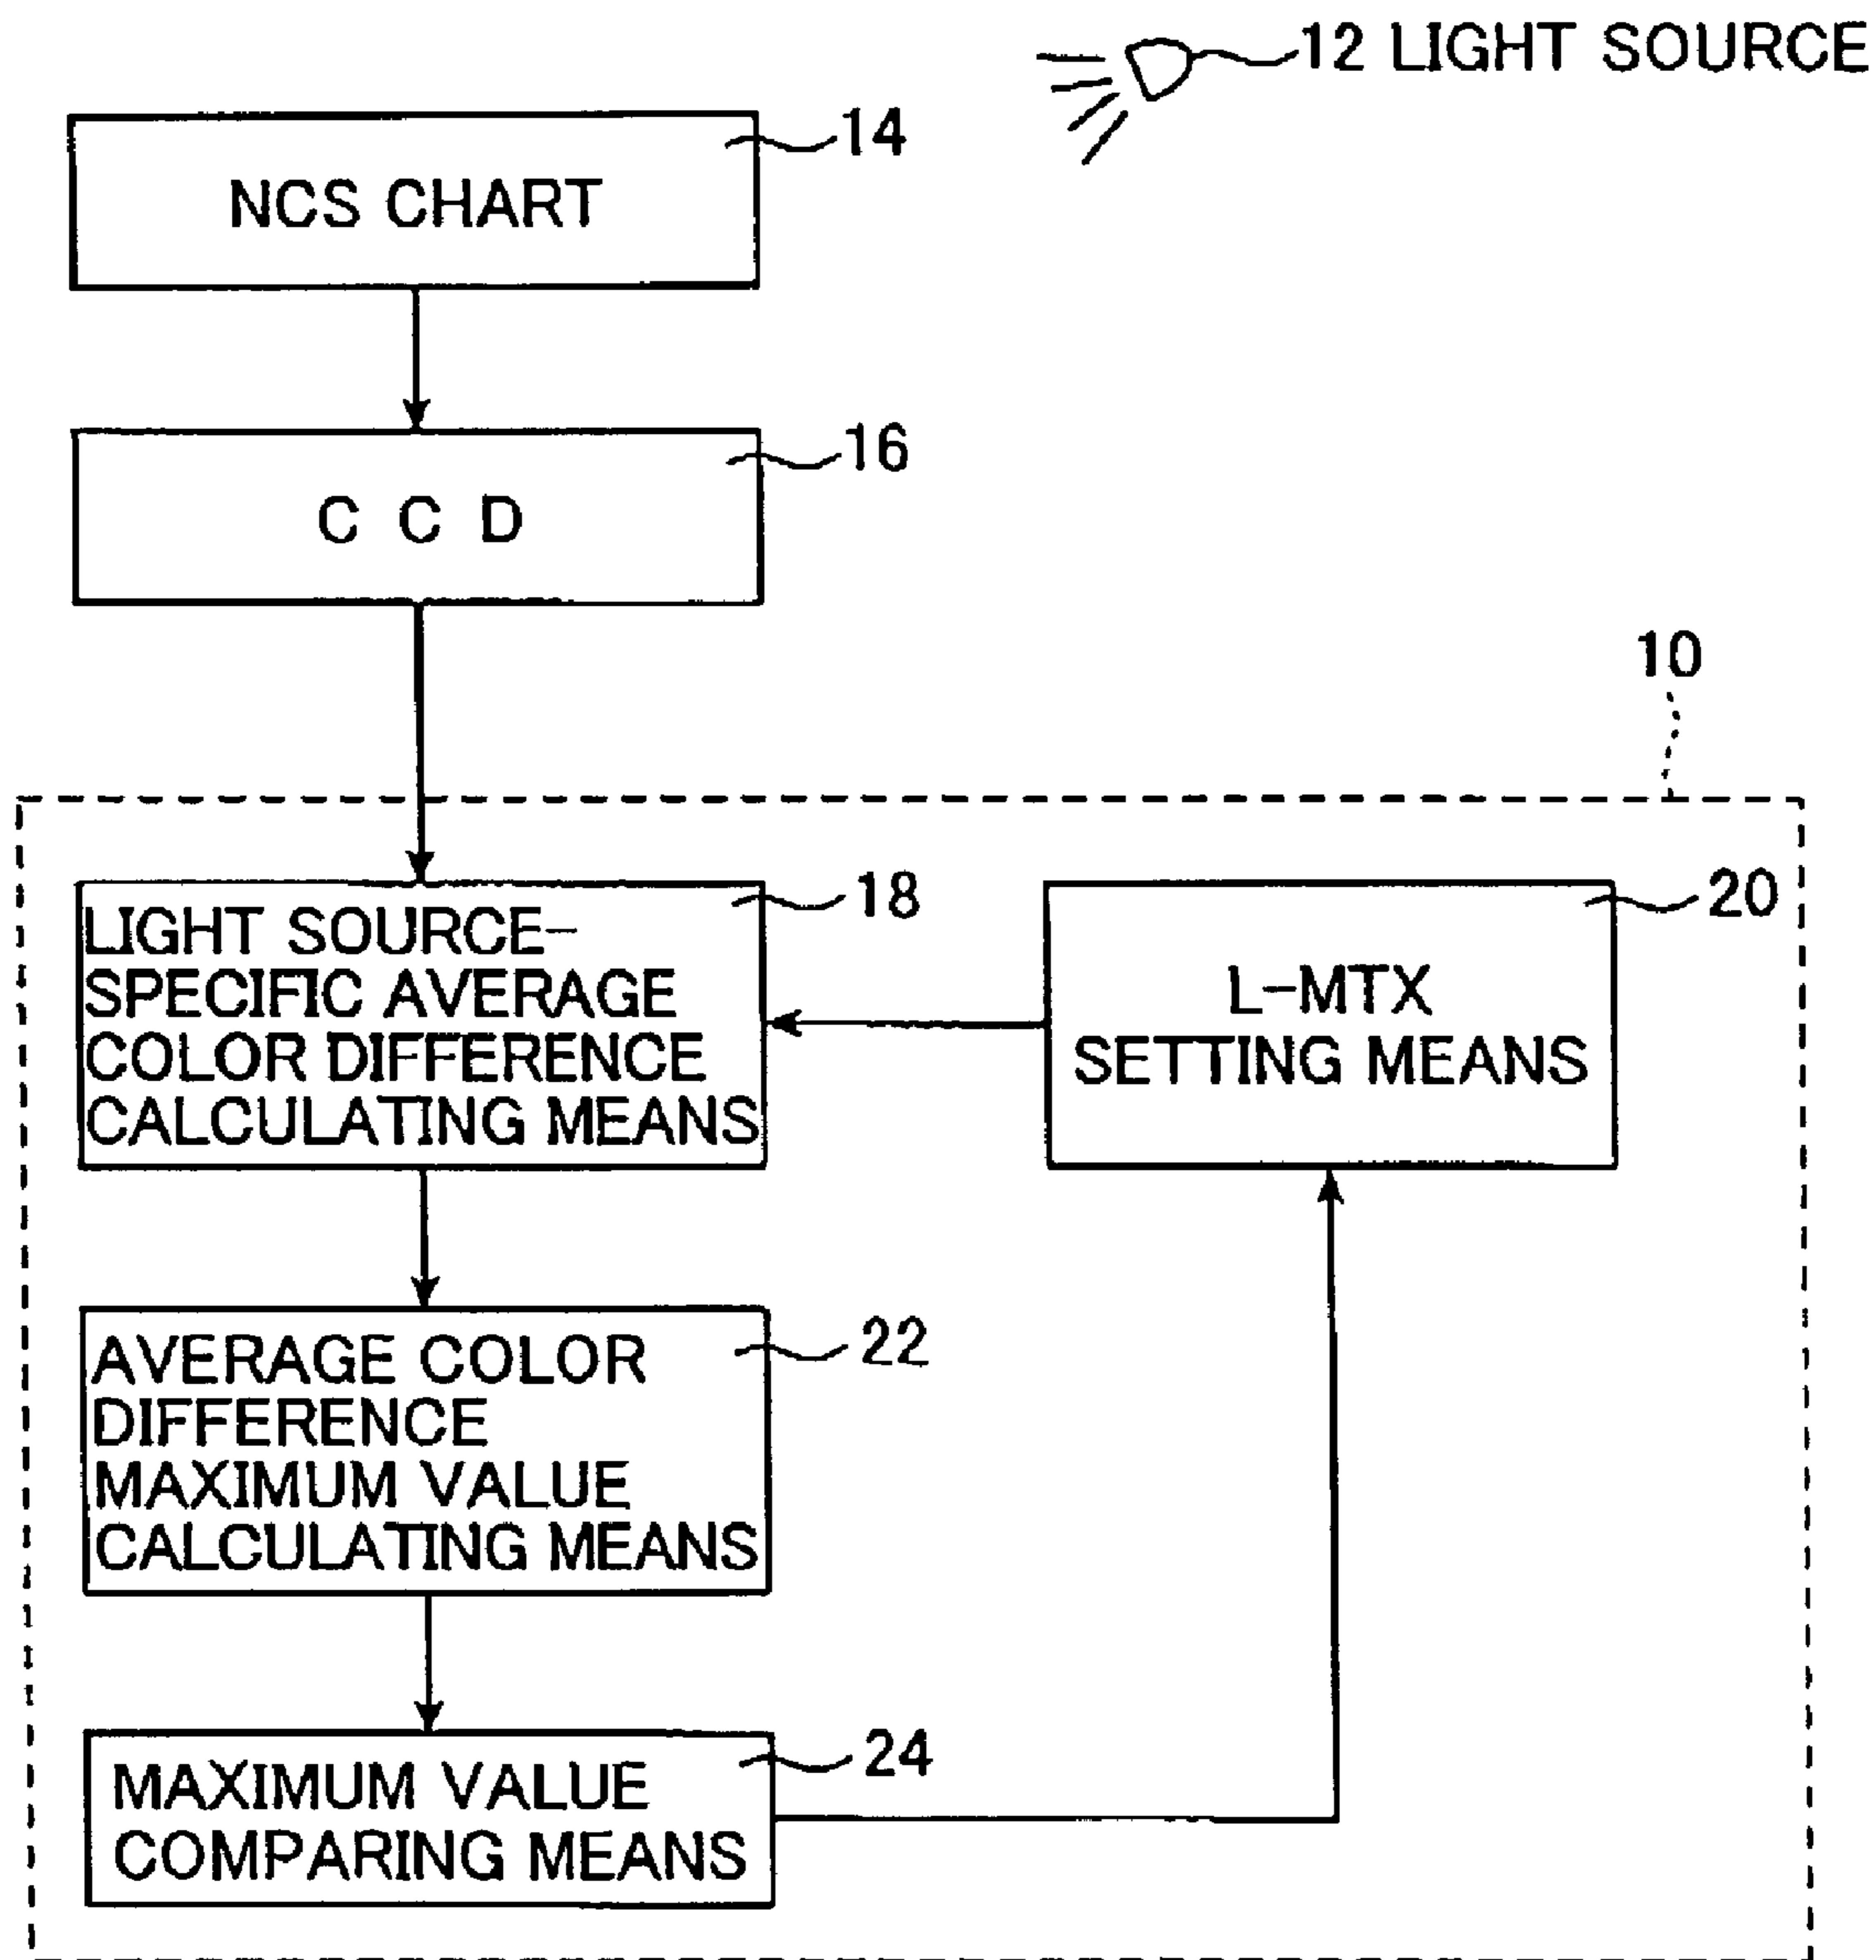 12 LIGHT SOURCE
14
NCS CHART
16
C C D
10
18
LIGHT SOURCE-
SPECIFIC AVERAGE
COLOR DIFFERENCE
CALCULATING MEANS
20
L-MTX
SETTING MEANS
22
AVERAGE COLOR
DIFFERENCE
MAXIMUM VALUE
CALCULATING MEANS
24
MAXIMUM VALUE
COMPARING MEANS